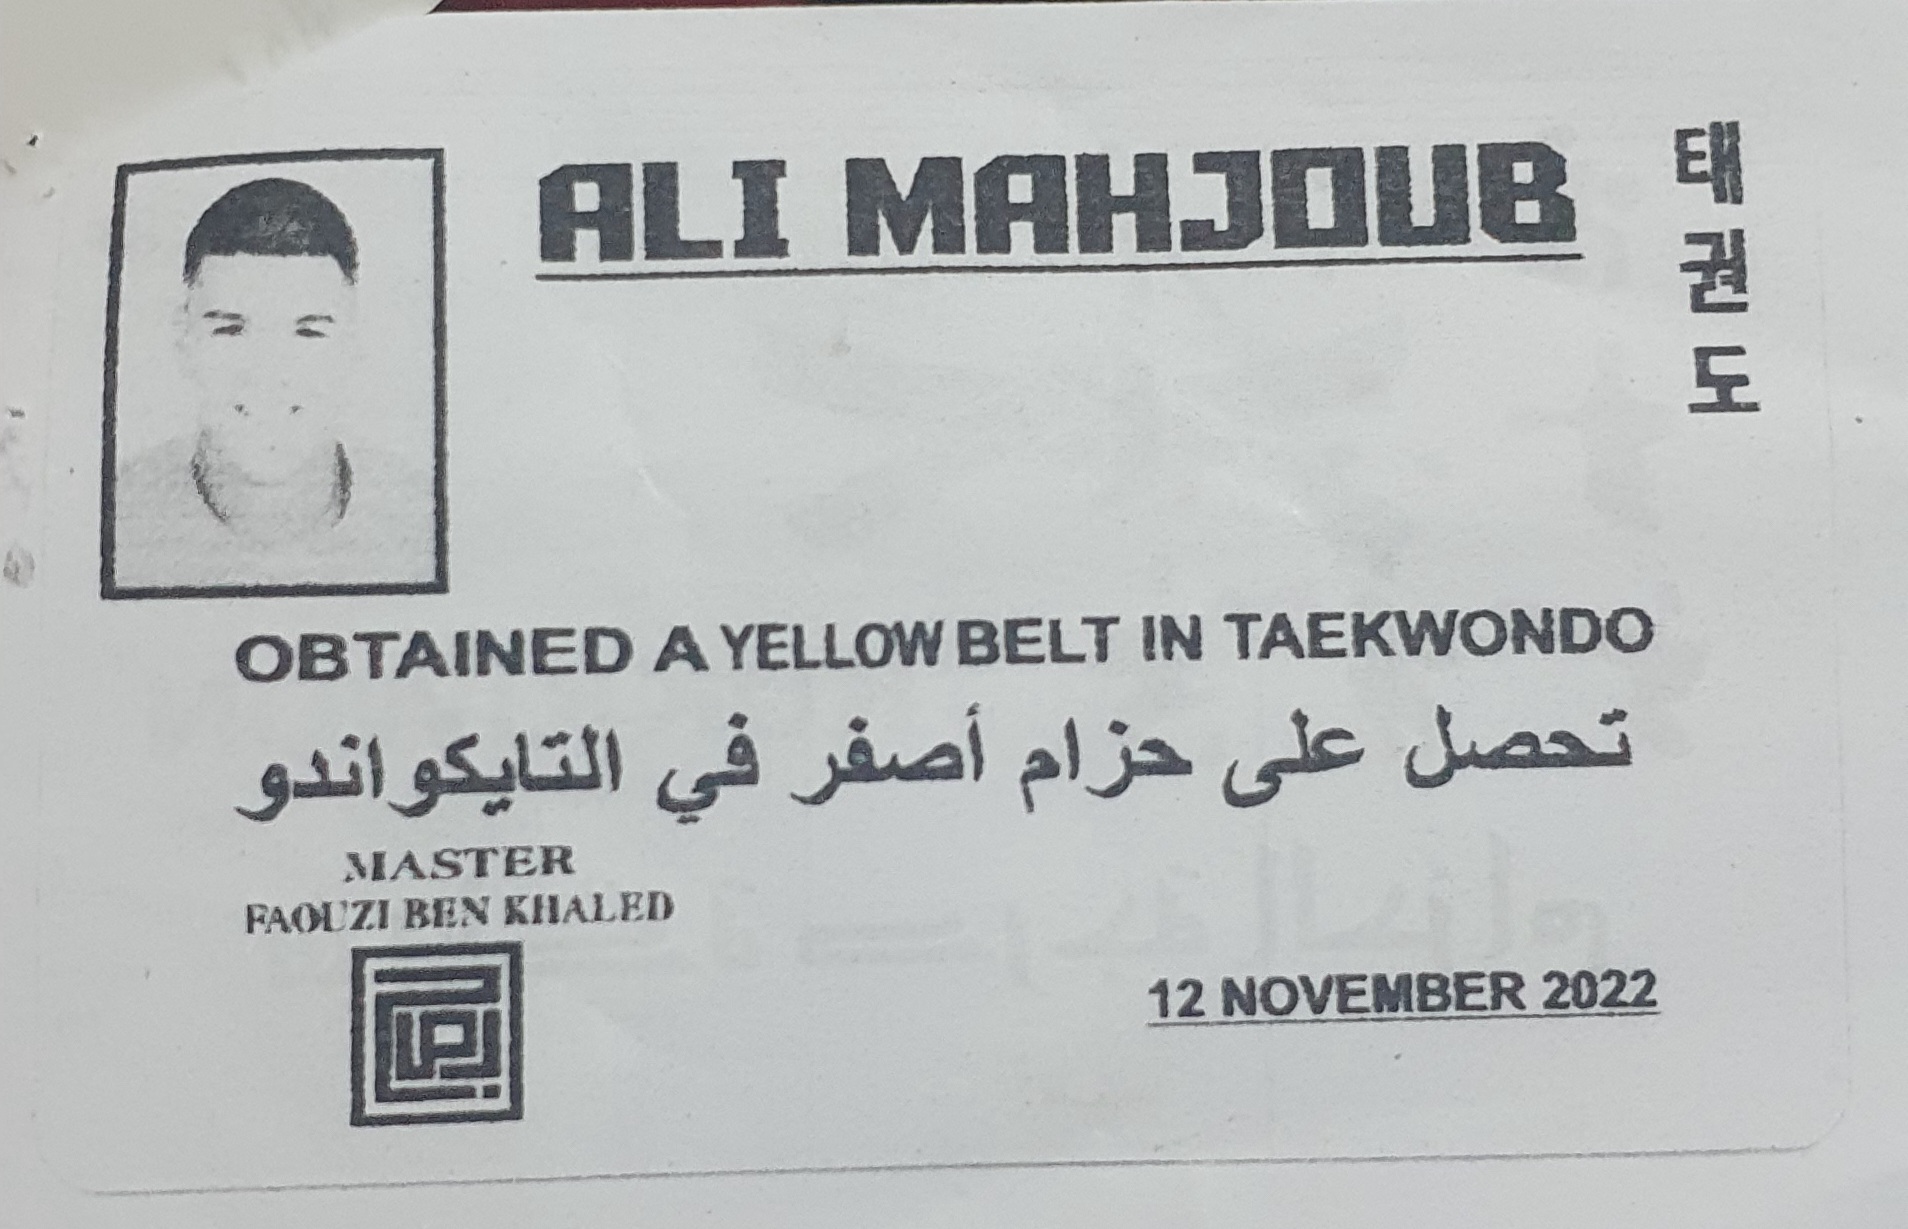 ALI MAHJOUB
태권도
OBTAINED A YELLOW BELT IN TAEKWONDO
تحصل على حزام أصفر في التايكواندو
MASTER
FAOUZI BEN KHALED
12 NOVEMBER 2022